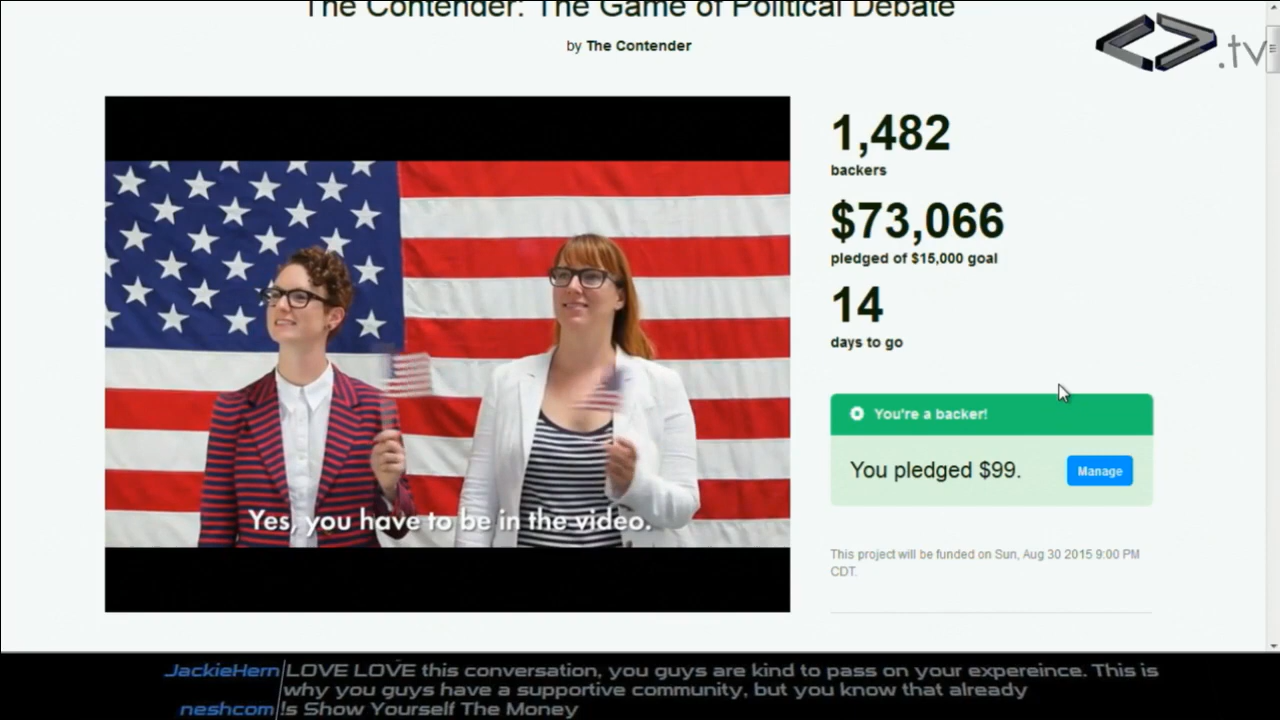 The Contender: The Game of Political Debate
by The Contender
.tv
1,482
backers
$73,066
pledged of $15,000 goal
14
days to go
You're a backer!
You pledged $99.
Manage
Yes, you have to be in the video.
This project will be funded on Sun, Aug 30 2015 9:00 PM
CDT.
JackieHern LOVE LOVE this conversation, you guys are kind to pass on your expereince. This is
why you guys have a supportive community, but you know that already
neshcom !s Show Yourself The Money